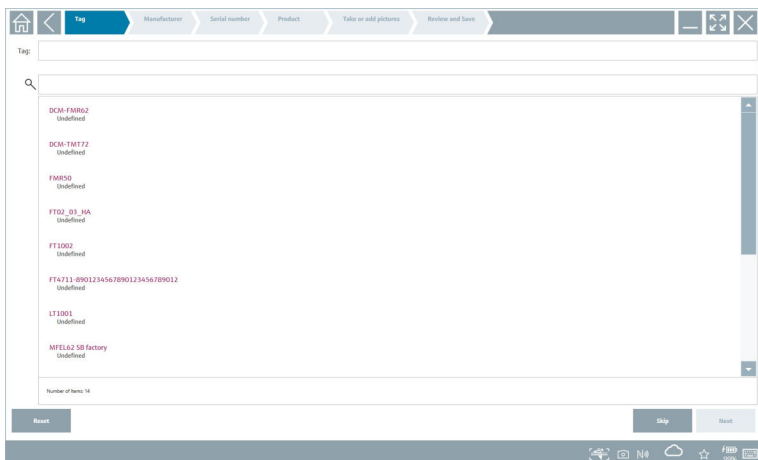 Tag
Manufacturer
Serial number
Product
Take or add pictures
Review and Save
Tag:
DCM-FMR62
Undefined
DCM-TMT72
Undefined
FMR50
Undefined
FT02_03_HA
Undefined
FT1002
Undefined
FT4711-8901234567890123456789012
Undefined
LT1001
Undefined
MFEL62 SB factory
Undefined
Number of items: 14
Reset
Skip
Next
99%